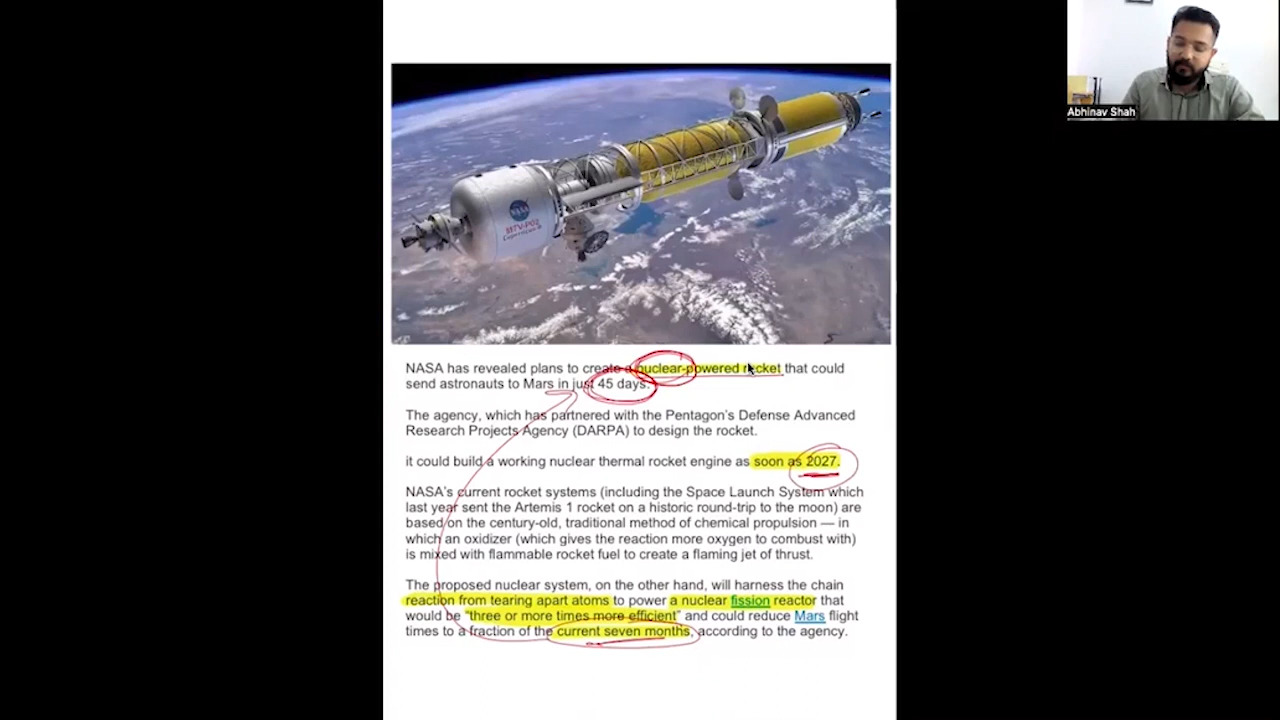 Abhinav Shah
NASA
MTV-P02
Copernicus-B
NASA has revealed plans to create a nuclear-powered rocket that could
send astronauts to Mars in just 45 days.
The agency, which has partnered with the Pentagon's Defense Advanced
Research Projects Agency (DARPA) to design the rocket.
it could build a working nuclear thermal rocket engine as soon as 2027.
NASA's current rocket systems (including the Space Launch System which
last year sent the Artemis 1 rocket on a historic round-trip to the moon) are
based on the century-old, traditional method of chemical propulsion — in
which an oxidizer (which gives the reaction more oxygen to combust with)
is mixed with flammable rocket fuel to create a flaming jet of thrust.
The proposed nuclear system, on the other hand, will harness the chain
reaction from tearing apart atoms to power a nuclear fission reactor that
would be "three or more times more efficient" and could reduce Mars flight
times to a fraction of the current seven months, according to the agency.